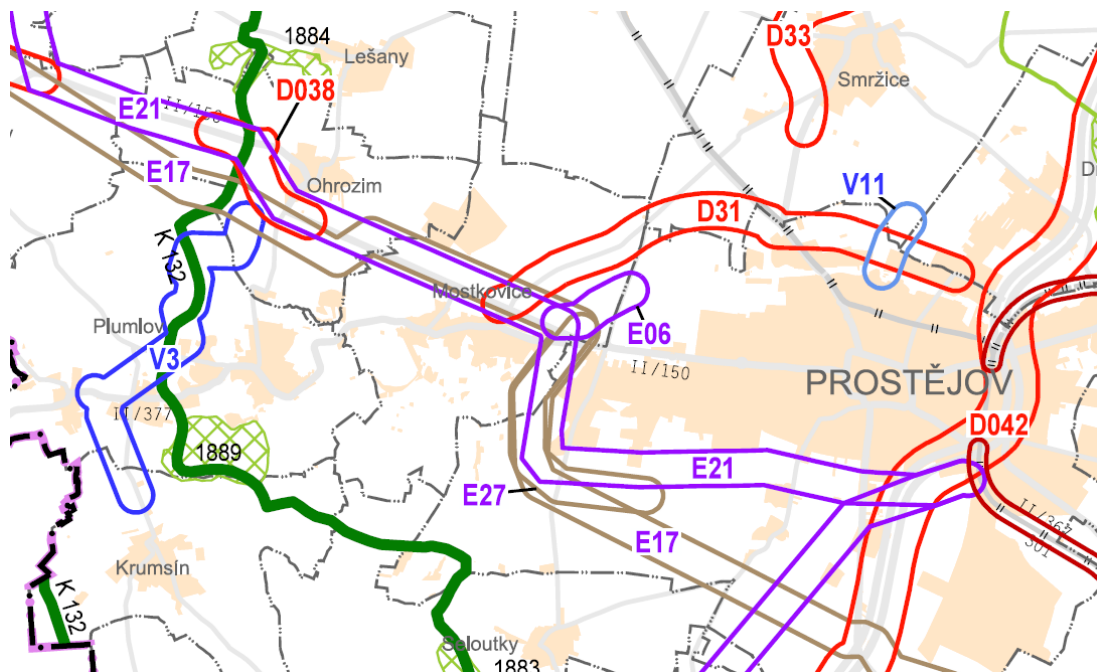 D33
1884
Lešany
Smržice
D038
E21
II/150
E17
Ohrozim
V11
D31
K 132
Mostkovice
Plumlov
V3
E06
II/150
PROSTĚJOV
II/377
D042
1889
E21
E27
II/367
301
E17
Krumsín
K 132
Seloutky
1883